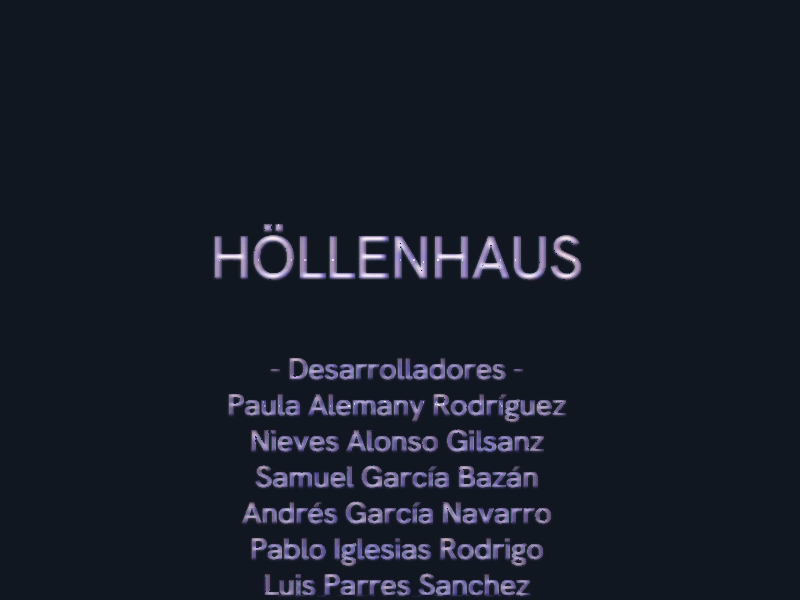 HÖLLENHAUS
- Desarrolladores -
Paula Alemany Rodríguez
Nieves Alonso Gilsanz
Samuel García Bazán
Andrés García Navarro
Pablo Iglesias Rodrigo
Luis Parres Sanchez